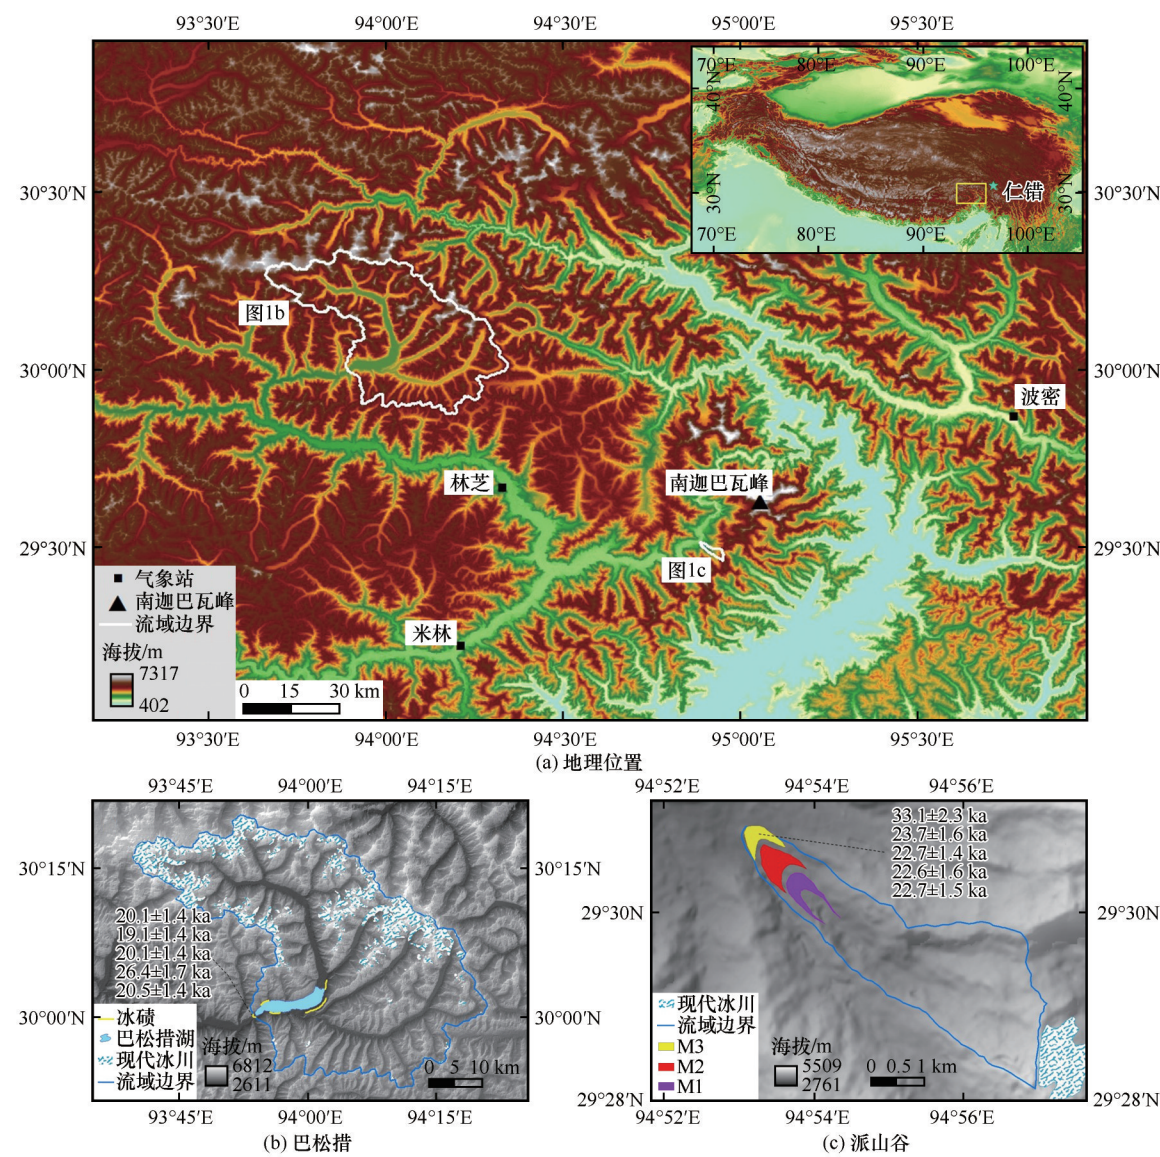 93°30′E 94°00′E 94°30′E 95°00′E 95°30′E
70°E 80°E 90°E 100°E
40°N 40°N
30°N 30°N
仁错
70°E 80°E 90°E 100°E
30°30′N 30°30′N
图1b
30°00′N 30°00′N
波密
林芝
南迦巴瓦峰
29°30′N 29°30′N
图1c
气象站
南迦巴瓦峰
流域边界
米林
海拔/m
7317
402
0 15 30 km
93°30′E 94°00′E 94°30′E 95°00′E 95°30′E
(a) 地理位置
93°45′E 94°00′E 94°15′E
30°15′N 30°15′N
20.1±1.4 ka
19.1±1.4 ka
20.1±1.4 ka
26.4±1.7 ka
20.5±1.4 ka
30°00′N 30°00′N
冰碛
巴松措湖
现代冰川
流域边界
海拔/m
6812
2611
0 5 10 km
93°45′E 94°00′E 94°15′E
(b) 巴松措
94°52′E 94°54′E 94°56′E
33.1±2.3 ka
23.7±1.6 ka
22.7±1.4 ka
22.6±1.6 ka
22.7±1.5 ka
29°30′N 29°30′N
现代冰川
流域边界
M3
M2
M1
海拔/m
5509
2761
0 0.5 1 km
29°28′N 29°28′N
94°52′E 94°54′E 94°56′E
(c) 派山谷